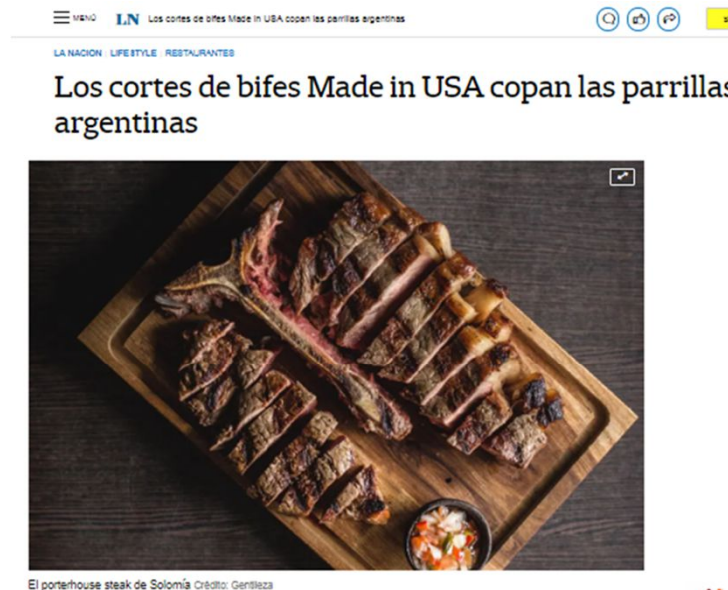 MENÚ LN Los cortes de bifes Made in USA copan las parrillas argentinas
LA NACION LIFESTYLE RESTAURANTES
Los cortes de bifes Made in USA copan las parrillas
argentinas
El porterhouse steak de Solomía Crédito: Gentileza